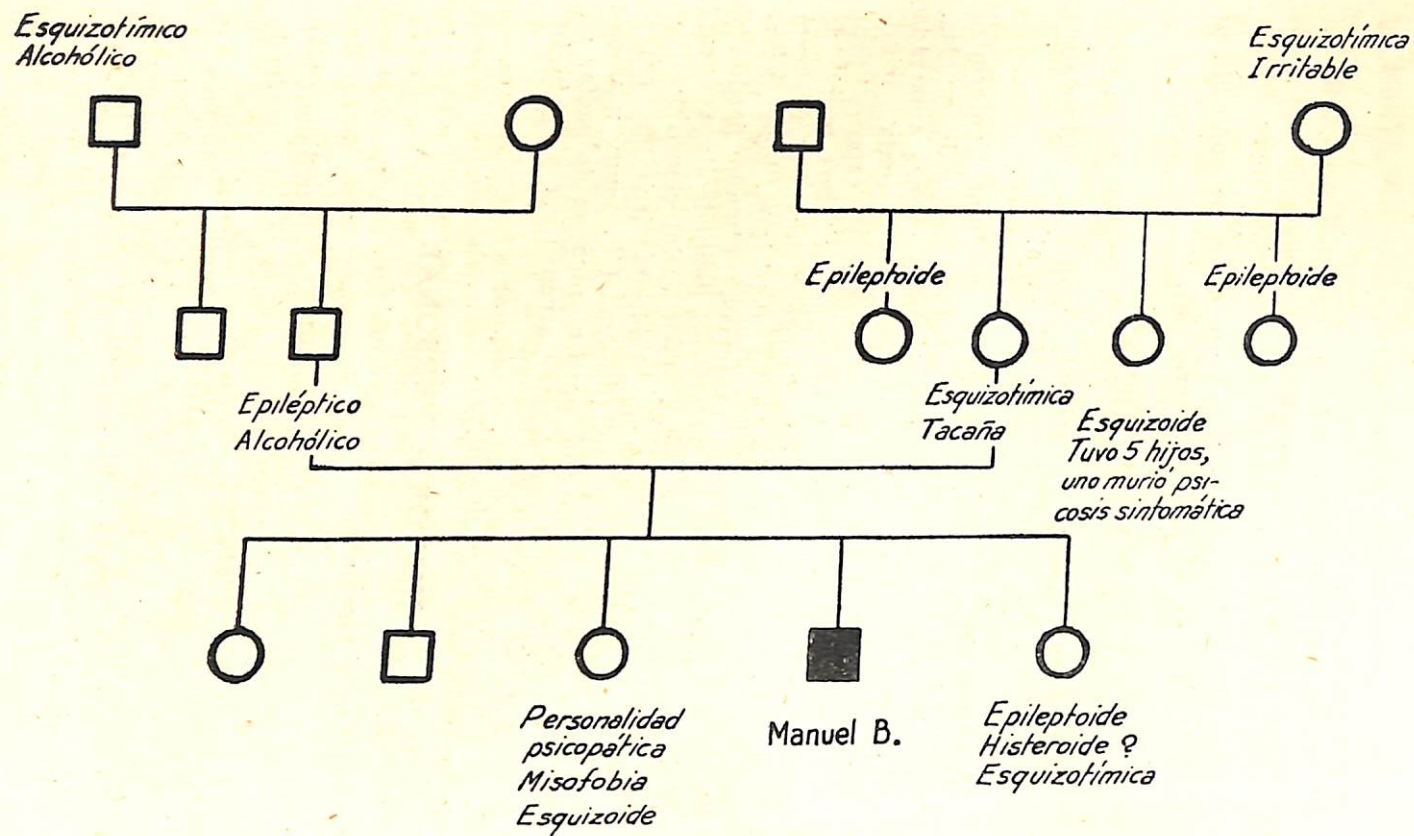 Esquizotímico
Alcohólico
Esquizotímica
Irritable
Epileptoide
Epileptoide
Epiléptico
Alcohólico
Esquizotímica
Tacaña
Esquizoide
Tuvo 5 hijos,
uno murió psi-
cosis sintomática
Personalidad
psicopática
Misofobia
Esquizoide
Manuel B.
Epileptoide
Histeroide ?
Esquizotímica